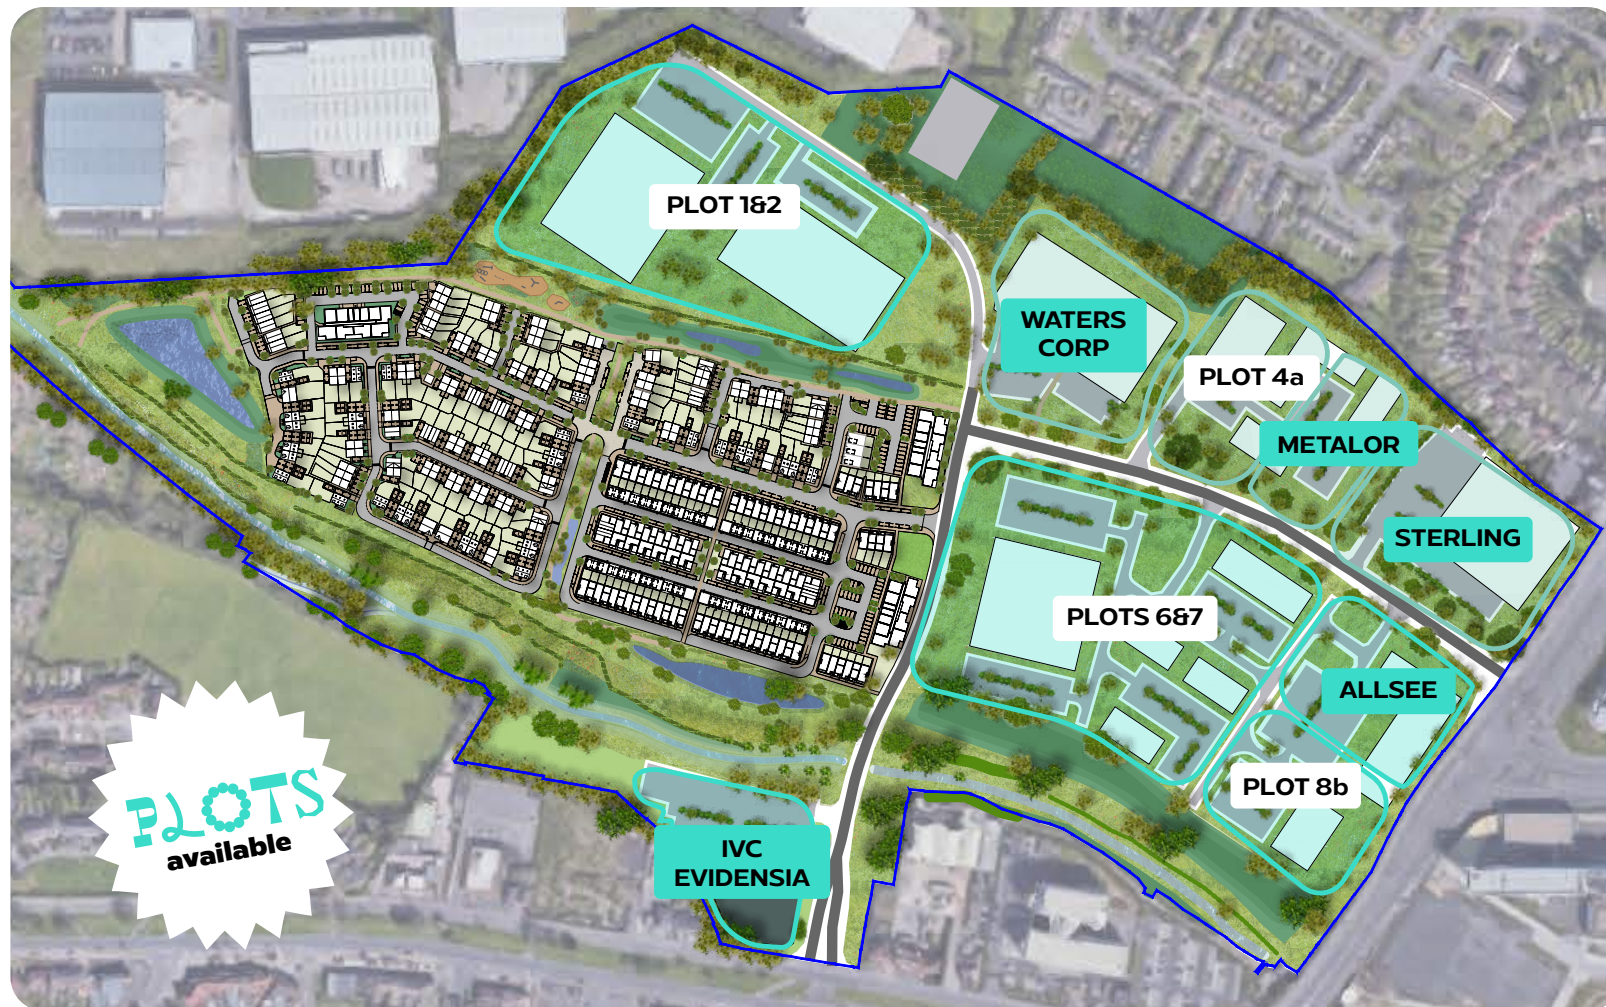 PLOT 1&2
WATERS
CORP
PLOT 4a
METALOR
STERLING
PLOTS 6&7
ALLSEE
PLOT 8b
IVC
EVIDENSIA
PLOTS
available